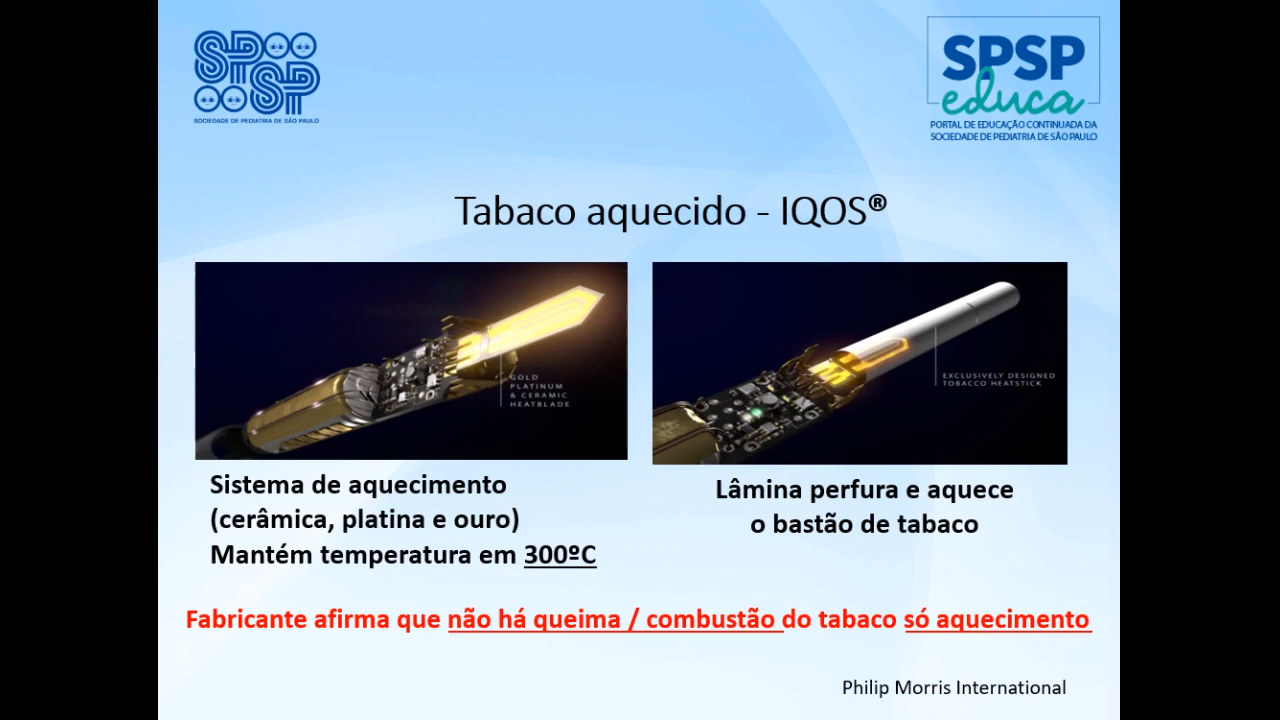 SPSP
SOCIEDADE DE PEDIATRIA DE SÃO PAULO
SPSP
educa
PORTAL DE EDUCAÇÃO CONTINUADA DA
SOCIEDADE DE PEDIATRIA DE SÃO PAULO
Tabaco aquecido - IQOS®
GOLD
PLATINUM
& CERAMIC
HEATBLADE
EXCLUSIVELY DESIGNED
TOBACCO HEATSTICK
Sistema de aquecimento
(cerâmica, platina e ouro)
Mantém temperatura em 300ºC
Lâmina perfura e aquece
o bastão de tabaco
Fabricante afirma que não há queima / combustão do tabaco só aquecimento
Philip Morris International